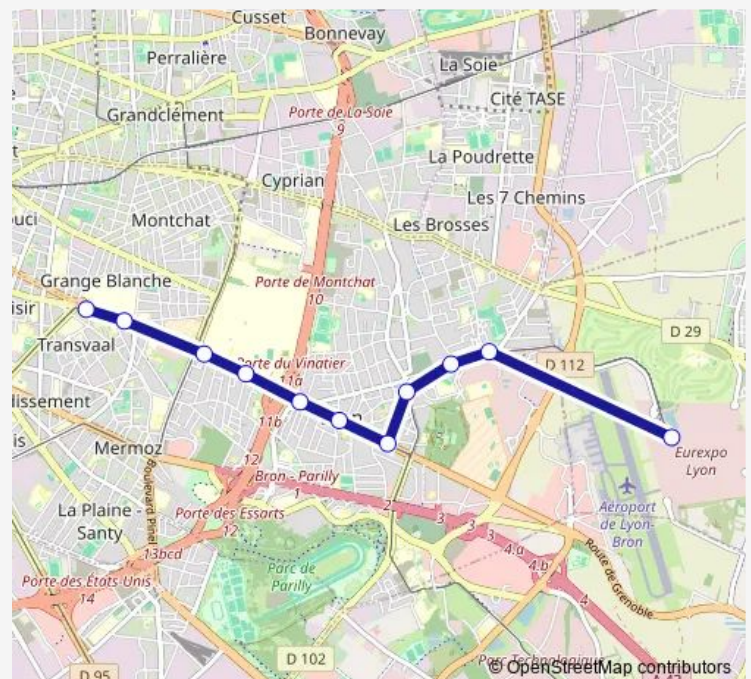 Cusset
Bonnevay
Perralière
La Soie
Cité TASE
Grandclément
Porte de La Soie
9
La Poudrette
Cyprian
Les 7 Chemins
Montchat
Les Brosses
Grange Blanche
Porte de Montchat
10
D 29
Transvaal
Porte du Vinatier
11a
D 112
11b
Mermoz
12
Bron - Parilly
1
2
3
3
3
Eurexpo
Lyon
Boulevard Pinel
Aéroport
de Lyon-
Bron
La Plaine -
Santy
Porte des Essarts
12
13bcd
4.a
4.b
4
Route de Grenoble
Porte des États-Unis
14
Parc de
Parilly
D 102
D 95
Parc Technologique
© OpenStreetMap contributors